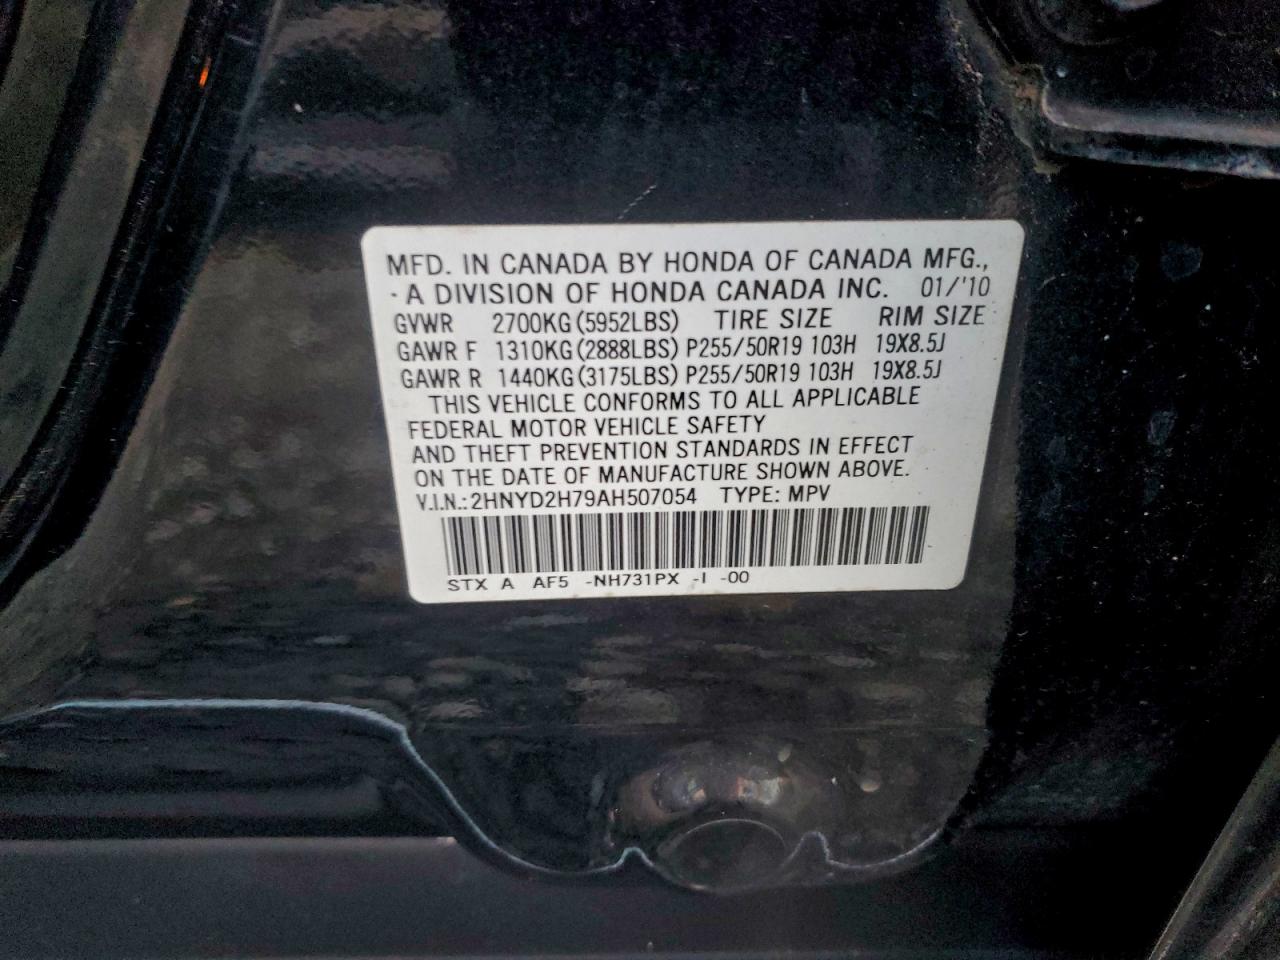 MFD. IN CANADA BY HONDA OF CANADA MFG.,
A DIVISION OF HONDA CANADA INC. 01/'10
GVWR 2700KG(5952LBS) TIRE SIZE RIM SIZE
GAWR F 1310KG(2888LBS) P255/50R19 103H 19X8.5J
GAWR R 1440KG(3175LBS) P255/50R19 103H 19X8.5J
THIS VEHICLE CONFORMS TO ALL APPLICABLE
FEDERAL MOTOR VEHICLE SAFETY
AND THEFT PREVENTION STANDARDS IN EFFECT
ON THE DATE OF MANUFACTURE SHOWN ABOVE.
V.I.N.:2HNYD2H79AH507054 TYPE: MPV
STX A AF5 -NH731PX -I -00